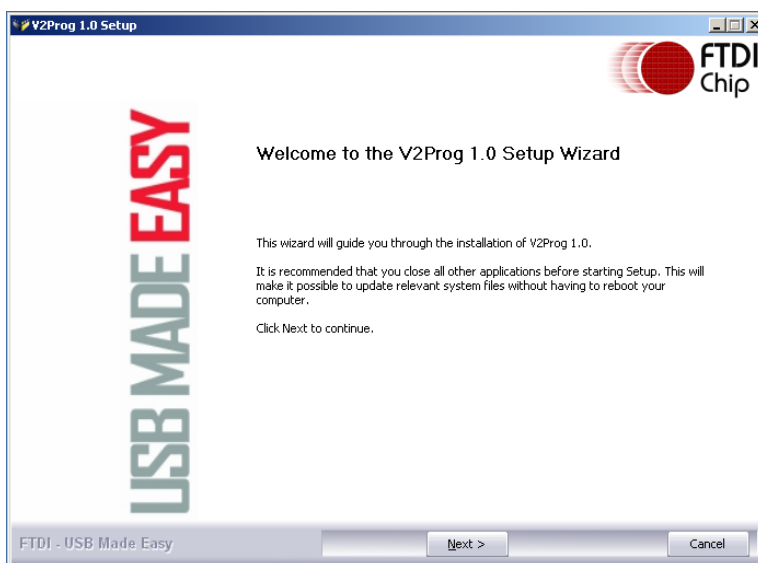 V2Prog 1.0 Setup
FTDI
Chip
USB MADE EASY
Welcome to the V2Prog 1.0 Setup Wizard
This wizard will guide you through the installation of V2Prog 1.0.
It is recommended that you close all other applications before starting Setup. This will
make it possible to update relevant system files without having to reboot your
computer.
Click Next to continue.
FTDI - USB Made Easy
Next >
Cancel